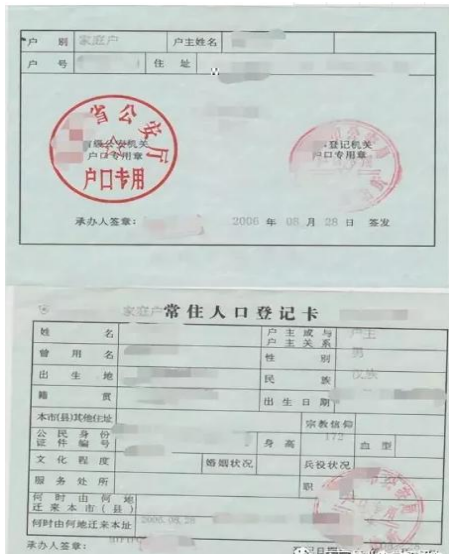 户 别 家庭户 户主姓名
户 号 住 址
省公安厅
省级公安机关 登记机关
户口专用章 户口专用章
户口专用
承办人签章： 2006 年 08 月 28 日 签发
家庭户 常住人口登记卡
姓 名 户主或与户主关系 户主
曾用名 性 别 男
出生地 民 族 汉族
籍 贯 出生日期
本市(县)其他住址 宗教信仰
公民身份证件编号 身 高 172 血 型
文化程度 婚姻状况 兵役状况
服务处所 职
何时由何地迁来本市(县)
何时由何地迁来本址 2006.08.28
承办人签章：